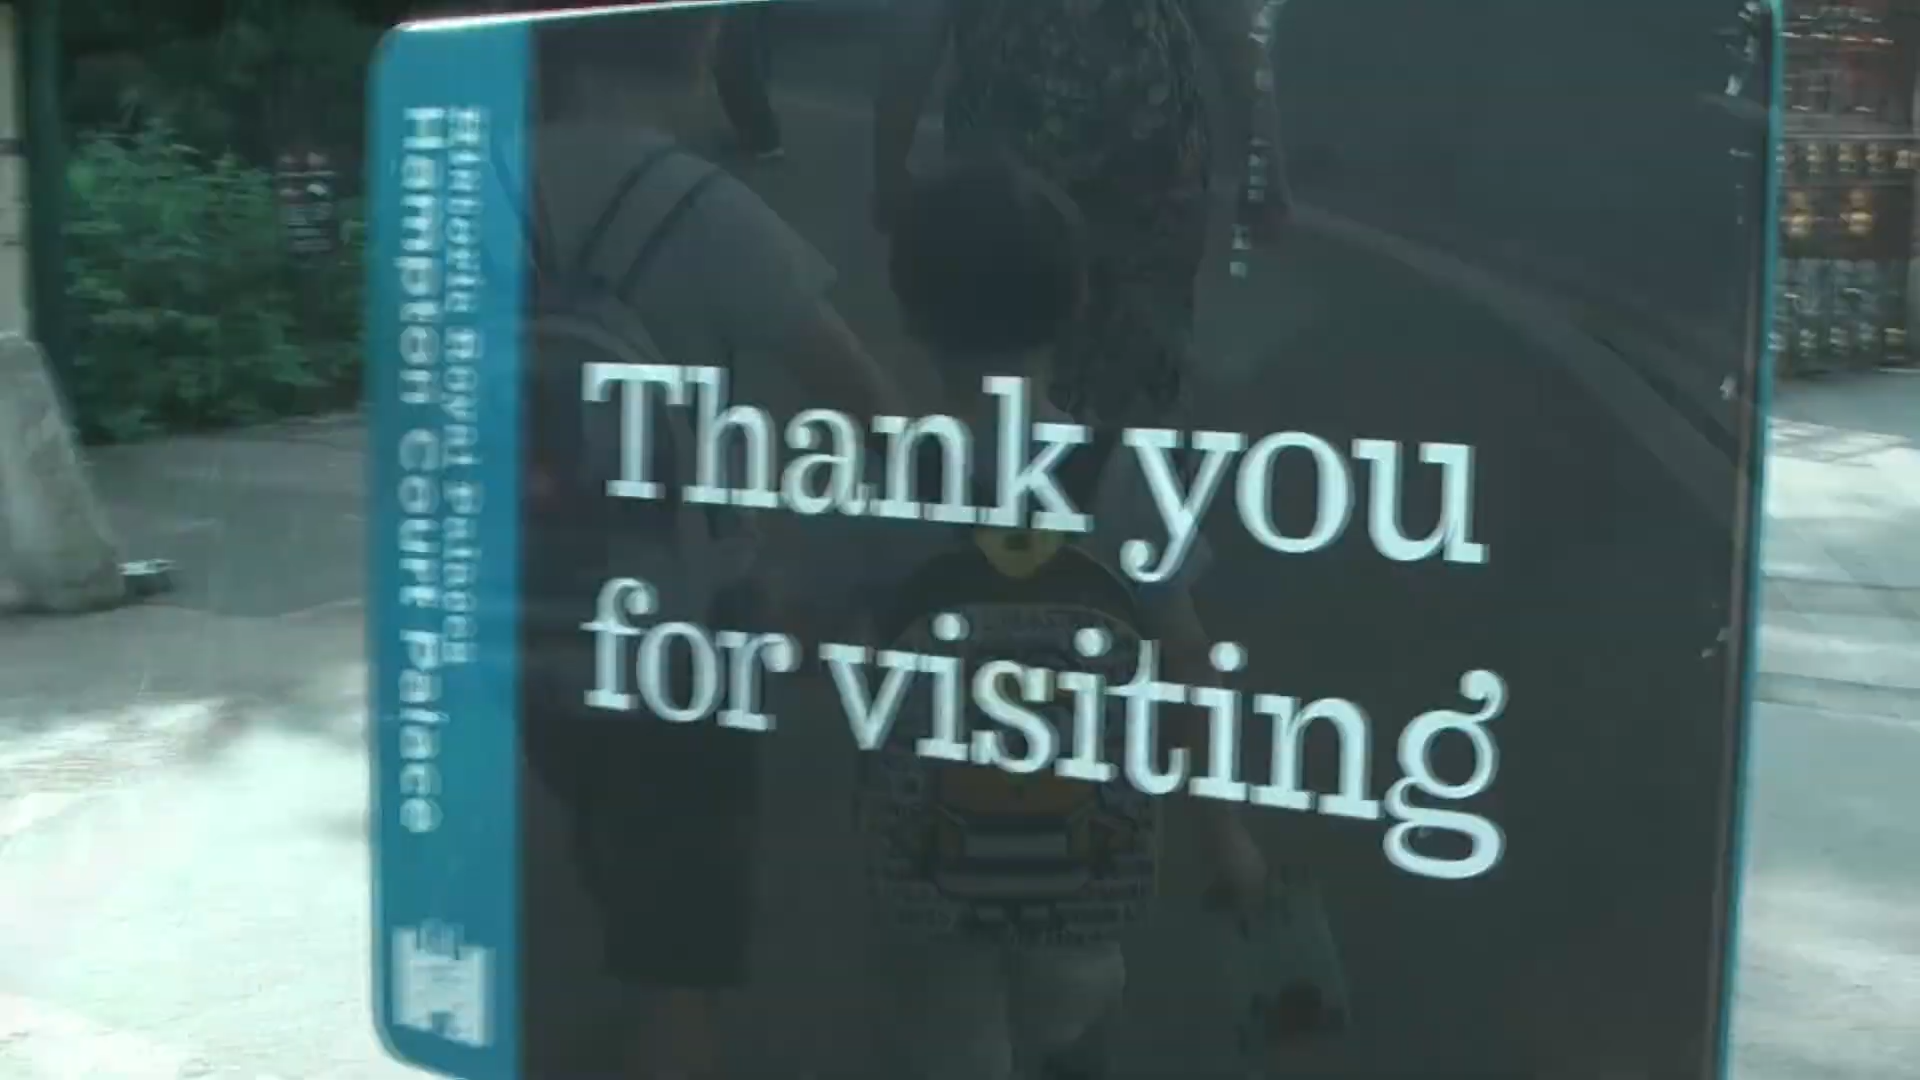 Historic Royal Palaces
Hampton Court Palace
Thank you
for visiting